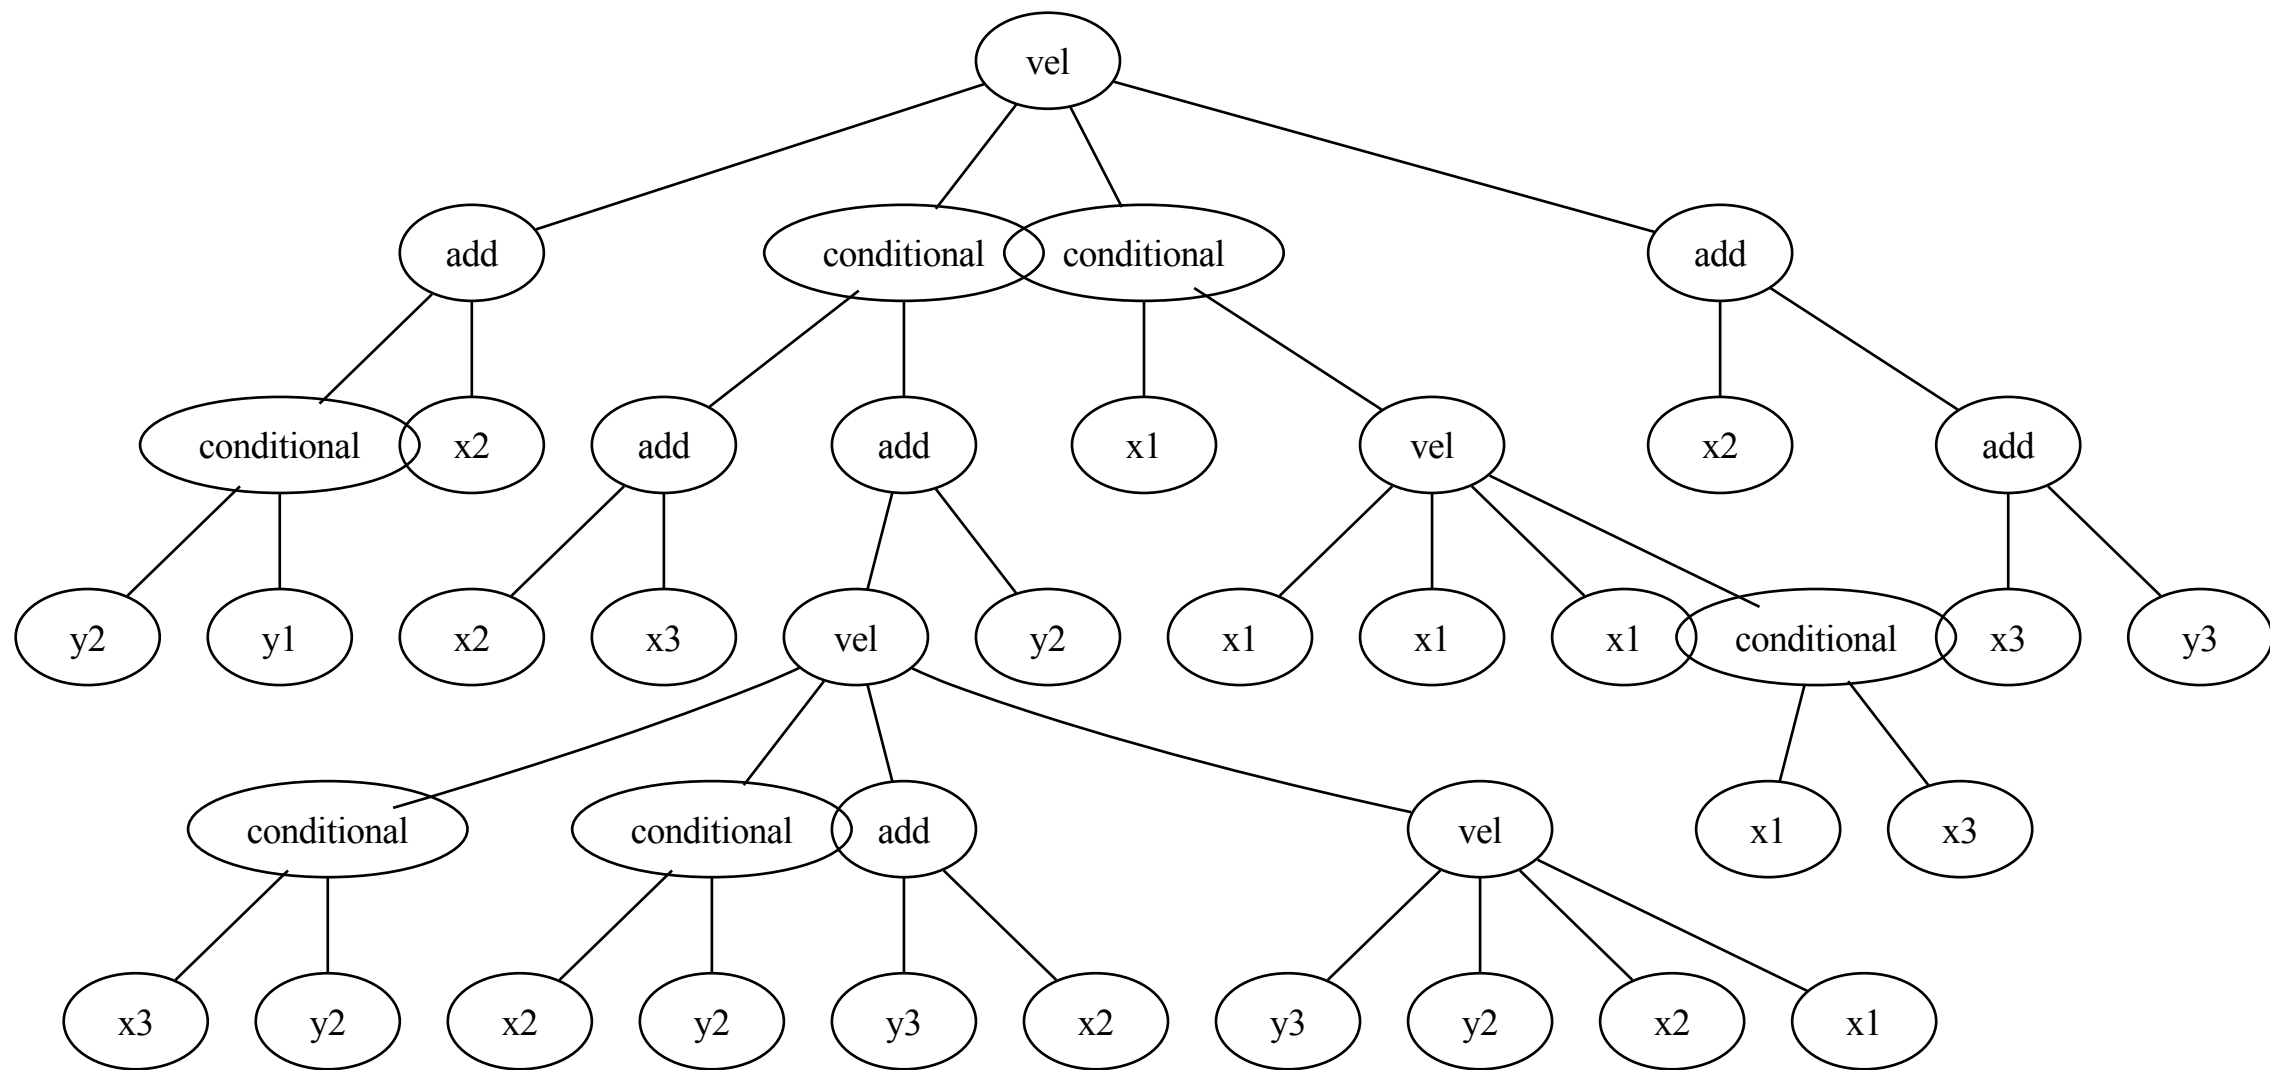 vel
add conditional conditional add
conditional x2 add add x1 vel x2 add
y2 y1 x2 x3 vel y2 x1 x1 x1 conditional x3 y3
conditional conditional add vel x1 x3
x3 y2 x2 y2 y3 x2 y3 y2 x2 x1